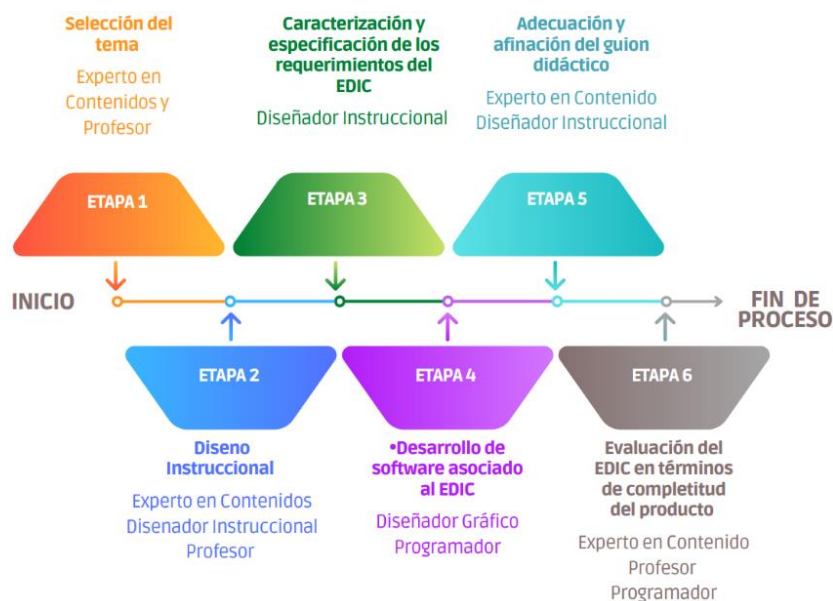 Selección del
tema
Experto en
Contenidos y
Profesor
Caracterización y
especificación de los
requerimientos del
EDIC
Diseñador Instruccional
Adecuación y
afinación del guion
didáctico
Experto en Contenido
Diseñador Instruccional
ETAPA 1
ETAPA 3
ETAPA 5
INICIO
FIN DE
PROCESO
ETAPA 2
ETAPA 4
ETAPA 6
Diseno
Instruccional
Experto en Contenidos
Disenador Instruccional
Profesor
•Desarrollo de
software asociado
al EDIC
Diseñador Gráfico
Programador
Evaluación del
EDIC en términos
de completitud
del producto
Experto en Contenido
Profesor
Programador